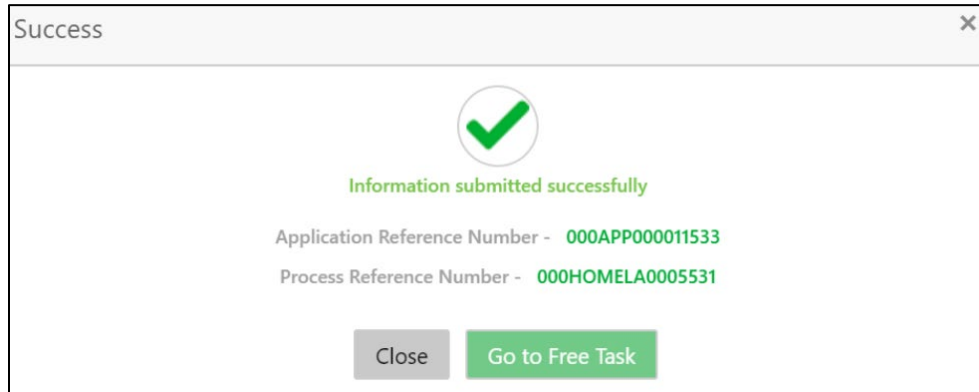 Success
Information submitted successfully
Application Reference Number - 000APP000011533
Process Reference Number - 000HOMELA0005531
Close Go to Free Task